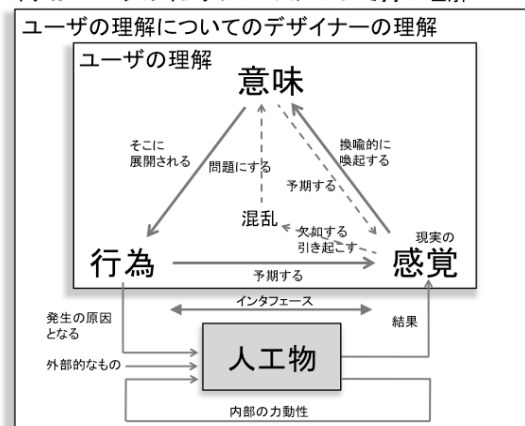 ユーザの理解についてのデザイナーの理解
ユーザの理解
意味
そこに
展開される
問題にする
換喩的に
喚起する
予期する
混乱
欠如する
引き起こす
現実の
行為
感覚
予期する
インタフェース
発生の原因
となる
結果
外部的なもの
人工物
内部の力動性